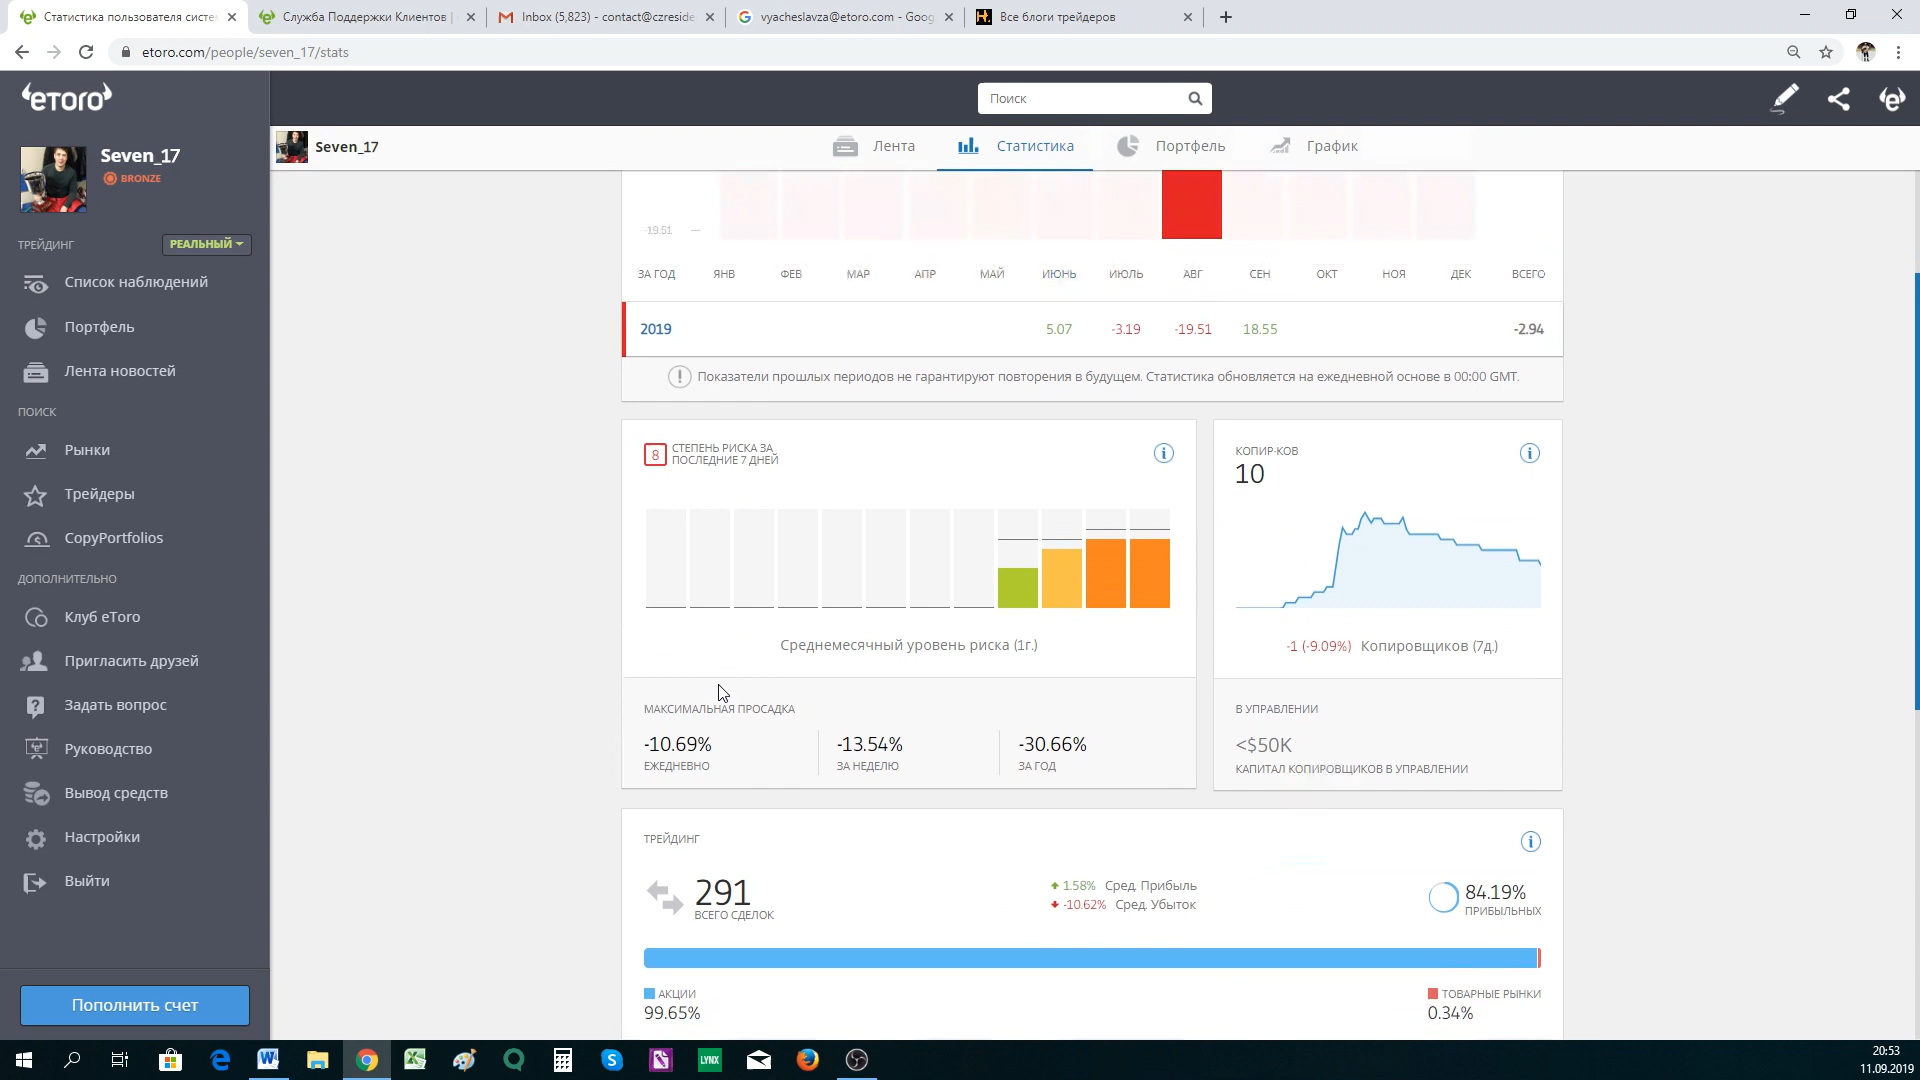 Статистика пользователя систе
Служба Поддержки Клиентов |
Inbox (5,823) - contact@czreside
vyacheslavza@etoro.com - Goog
Все блоги трейдеров
etoro.com/people/seven_17/stats
eTORO
Поиск
Seven_17
BRONZE
Seven_17
Лента
Статистика
Портфель
График
ТРЕЙДИНГ
РЕАЛЬНЫЙ
Список наблюдений
Портфель
Лента новостей
ПОИСК
Рынки
Трейдеры
CopyPortfolios
ДОПОЛНИТЕЛЬНО
Клуб eToro
Пригласить друзей
Задать вопрос
Руководство
Вывод средств
Настройки
Выйти
Пополнить счет
-19.51
ЗА ГОД ЯНВ ФЕВ МАР АПР МАЙ ИЮНЬ ИЮЛЬ АВГ СЕН ОКТ НОЯ ДЕК ВСЕГО
2019 5.07 -3.19 -19.51 18.55 -2.94
Показатели прошлых периодов не гарантируют повторения в будущем. Статистика обновляется на ежедневной основе в 00:00 GMT.
8
СТЕПЕНЬ РИСКА ЗА
ПОСЛЕДНИЕ 7 ДНЕЙ
Среднемесячный уровень риска (1г.)
МАКСИМАЛЬНАЯ ПРОСАДКА
-10.69% -13.54% -30.66%
ЕЖЕДНЕВНО ЗА НЕДЕЛЮ ЗА ГОД
КОПИР-КОВ
10
-1 (-9.09%) Копировщиков (7д.)
В УПРАВЛЕНИИ
<$50K
КАПИТАЛ КОПИРОВЩИКОВ В УПРАВЛЕНИИ
ТРЕЙДИНГ
291
ВСЕГО СДЕЛОК
1.58% Сред. Прибыль
-10.62% Сред. Убыток
84.19%
ПРИБЫЛЬНЫХ
АКЦИИ
99.65%
ТОВАРНЫЕ РЫНКИ
0.34%
LYNX
20:53
11.09.2019